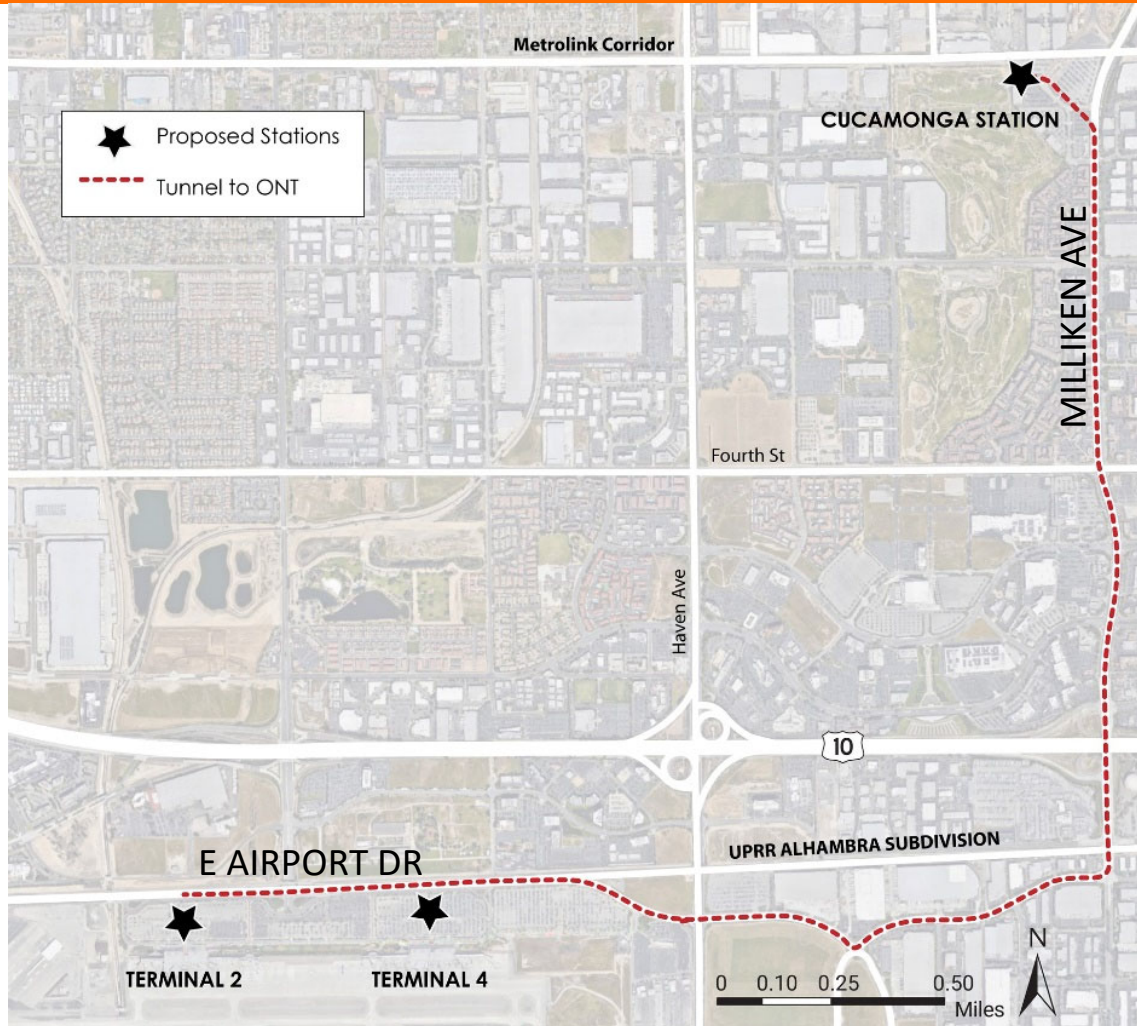 Metrolink Corridor
Proposed Stations
Tunnel to ONT
CUCAMONGA STATION
MILLIKEN AVE
Fourth St
Haven Ave
10
UPRR ALHAMBRA SUBDIVISION
E AIRPORT DR
TERMINAL 2
TERMINAL 4
N
0 0.10 0.25 0.50
Miles